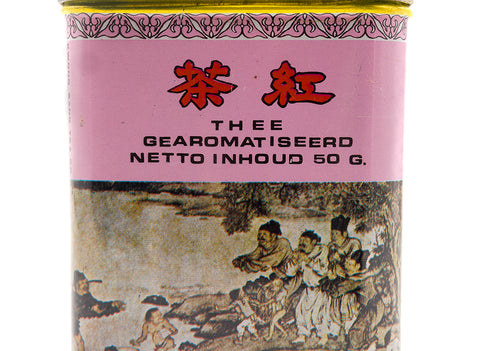 茶紅
THEE
GEAROMATISEERD
NETTO INHOUD 50 G.